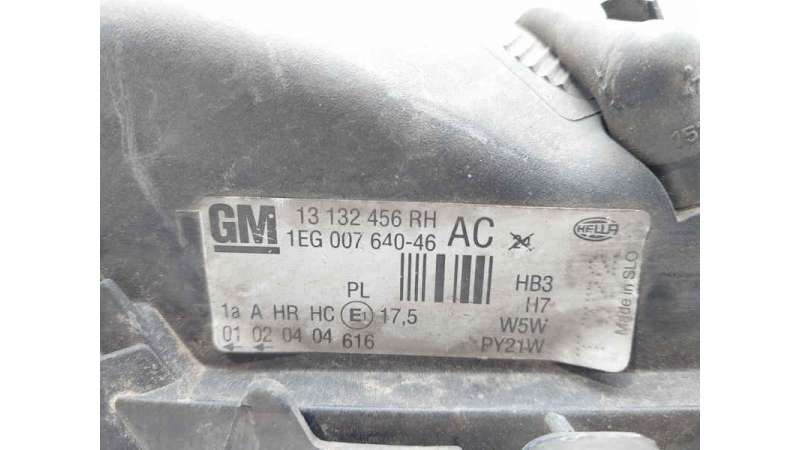 GM 13 132 456 RH AC 24 HELLA
1EG 007 640-46
PL HB3
H7
1a A HR HC E1 17,5 W5W
01 02 04 04 616 PY21W
Made in SLO